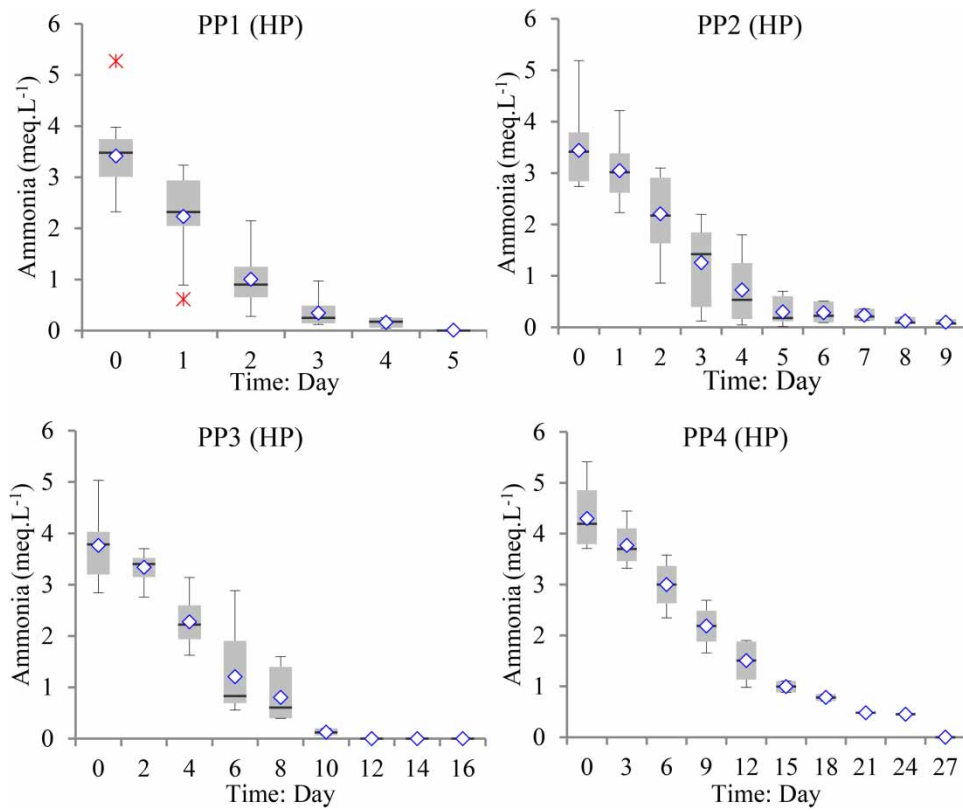 PP1 (HP)
Ammonia (meq.L-1)
6
5
4
3
2
1
0
0 1 2 3 4 5
Time: Day
PP2 (HP)
Ammonia (meq.L-1)
6
5
4
3
2
1
0
0 1 2 3 4 5 6 7 8 9
Time: Day
PP3 (HP)
Ammonia (meq.L-1)
6
5
4
3
2
1
0
0 2 4 6 8 10 12 14 16
Time: Day
PP4 (HP)
Ammonia (meq.L-1)
6
5
4
3
2
1
0
0 3 6 9 12 15 18 21 24 27
Time: Day